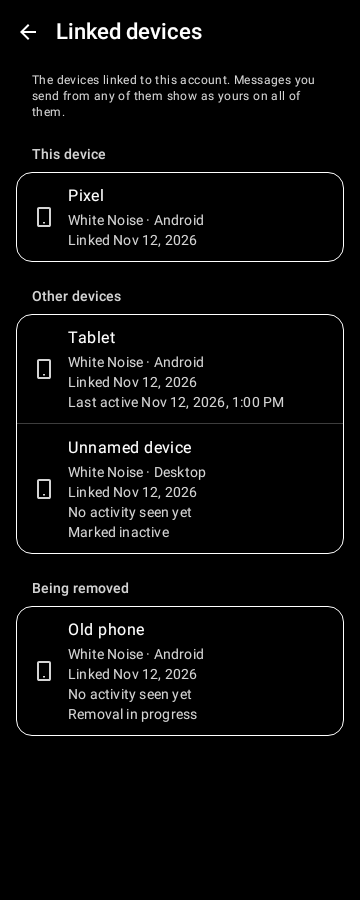 Linked devices
The devices linked to this account. Messages you
send from any of them show as yours on all of
them.
This device
Pixel
White Noise · Android
Linked Nov 12, 2026
Other devices
Tablet
White Noise · Android
Linked Nov 12, 2026
Last active Nov 12, 2026, 1:00 PM
Unnamed device
White Noise · Desktop
Linked Nov 12, 2026
No activity seen yet
Marked inactive
Being removed
Old phone
White Noise · Android
Linked Nov 12, 2026
No activity seen yet
Removal in progress